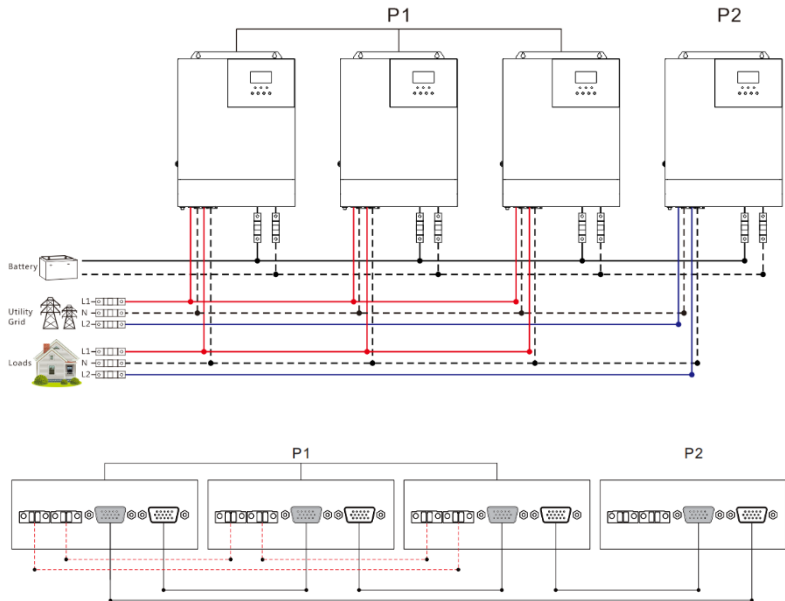 P1 P2
Battery
Utility
Grid
L1
N
L2
Loads
L1
N
L2
P1 P2